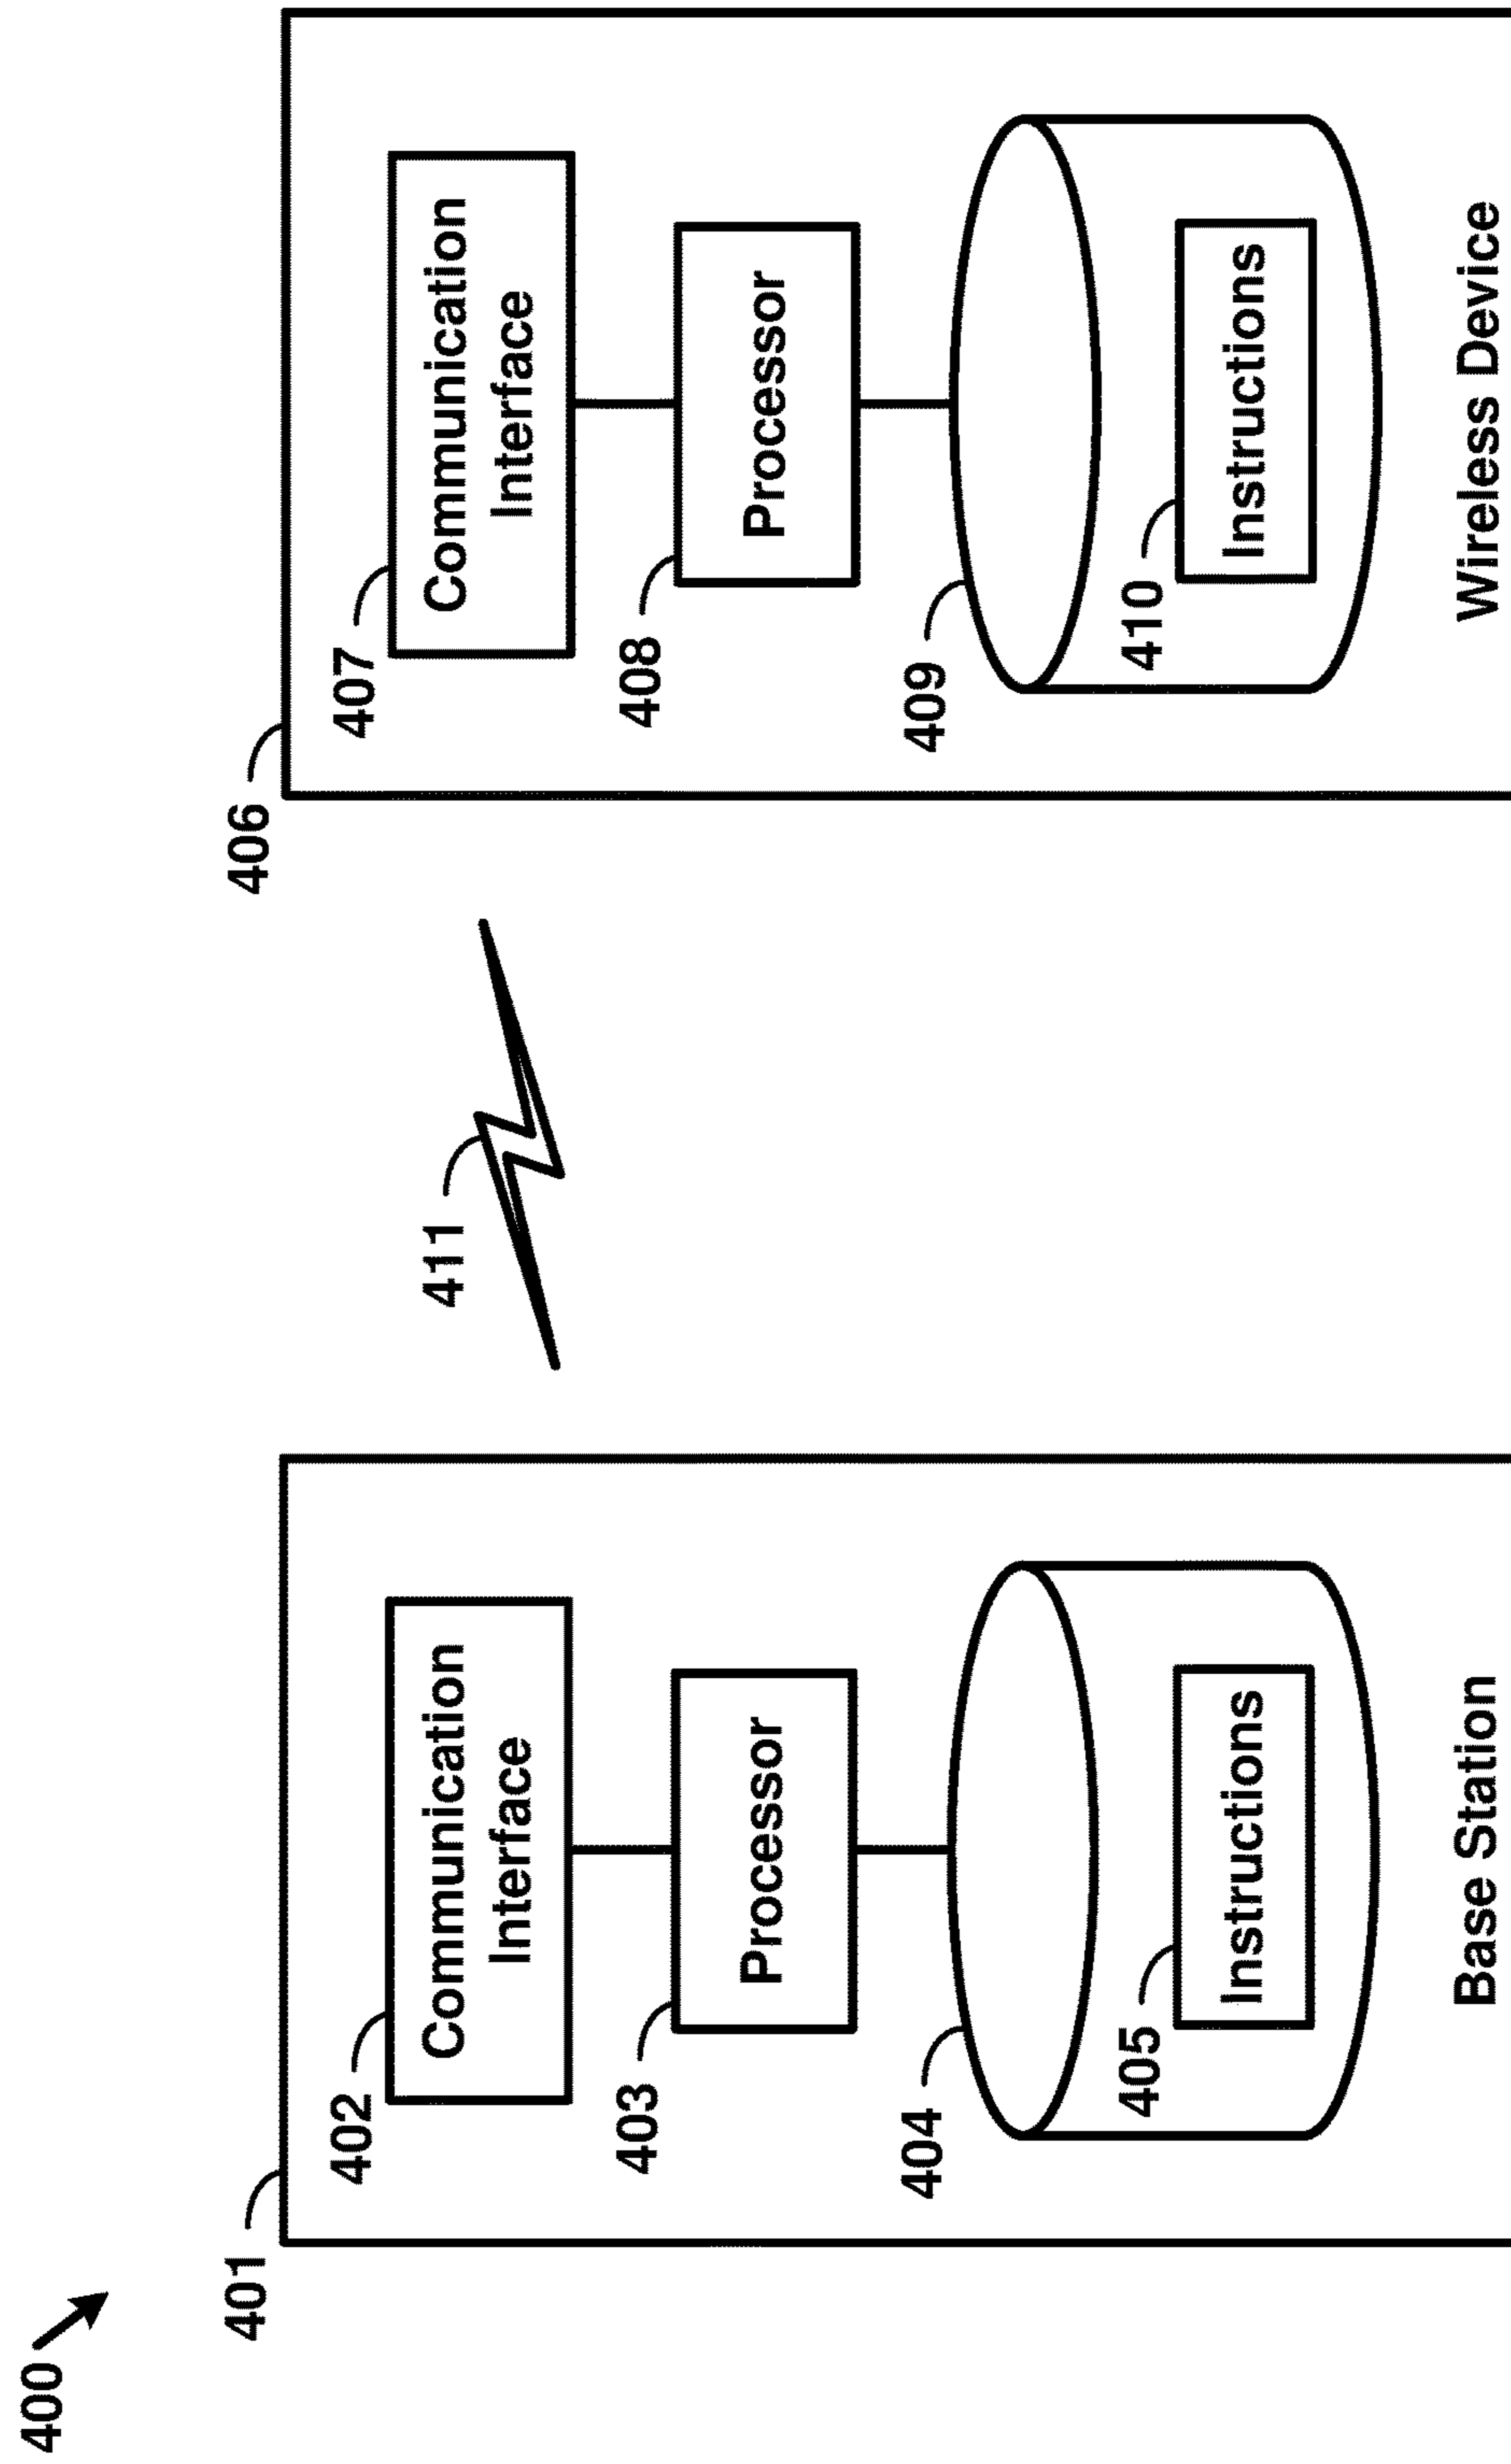 400
401
402
Communication
Interface
403
Processor
404
405
Instructions
Base Station
411
406
407
Communication
Interface
408
Processor
409
410
Instructions
Wireless Device